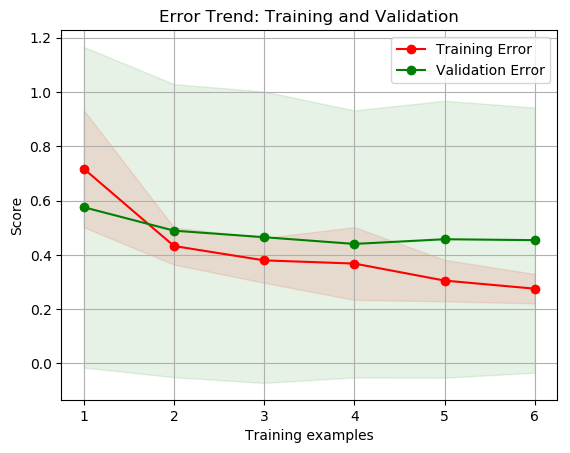 Error Trend: Training and Validation
Training Error
Validation Error
Score
1.2
1.0
0.8
0.6
0.4
0.2
0.0
1 2 3 4 5 6
Training examples